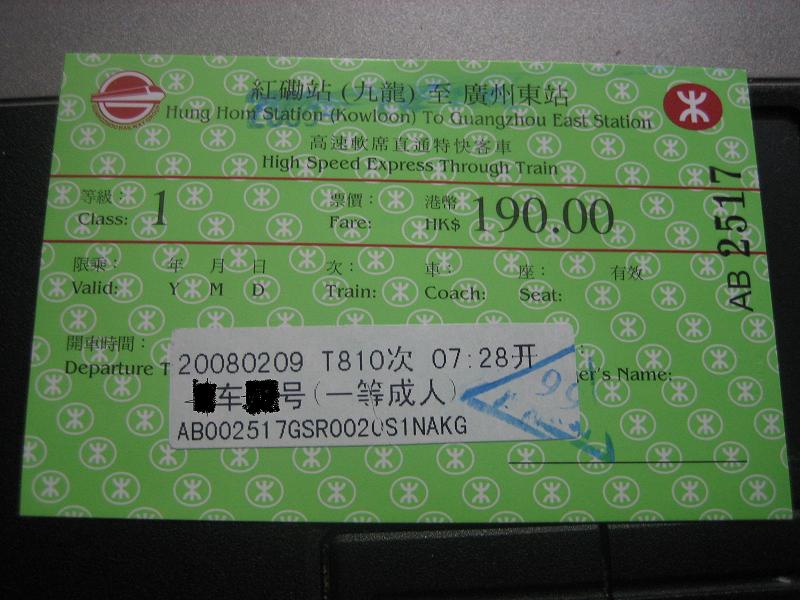 紅磡站 (九龍) 至 廣州東站
Hung Hom Station (Kowloon) To Guangzhou East Station
高速軟席直通特快客車
High Speed Express Through Train
等級： 票價： 港幣
Class: 1 Fare: HK$ 190.00
AB 2517
限乘： 年 月 日 次： 車： 座： 有效
Valid: Y M D Train: Coach: Seat:
開車時間：
Departure T er's Name:
20080209 T810次 07:28开
车 号 (一等成人)
AB002517GSR0020S1NAKG